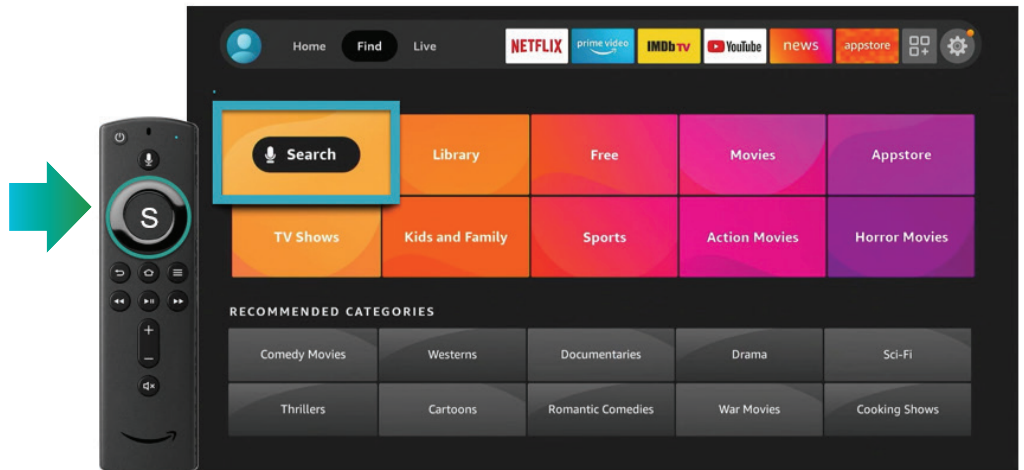 Home Find Live NETFLIX prime video IMDb TV YouTube news appstore
Search Library Free Movies Appstore
TV Shows Kids and Family Sports Action Movies Horror Movies
RECOMMENDED CATEGORIES
Comedy Movies Westerns Documentaries Drama Sci-Fi
Thrillers Cartoons Romantic Comedies War Movies Cooking Shows
S